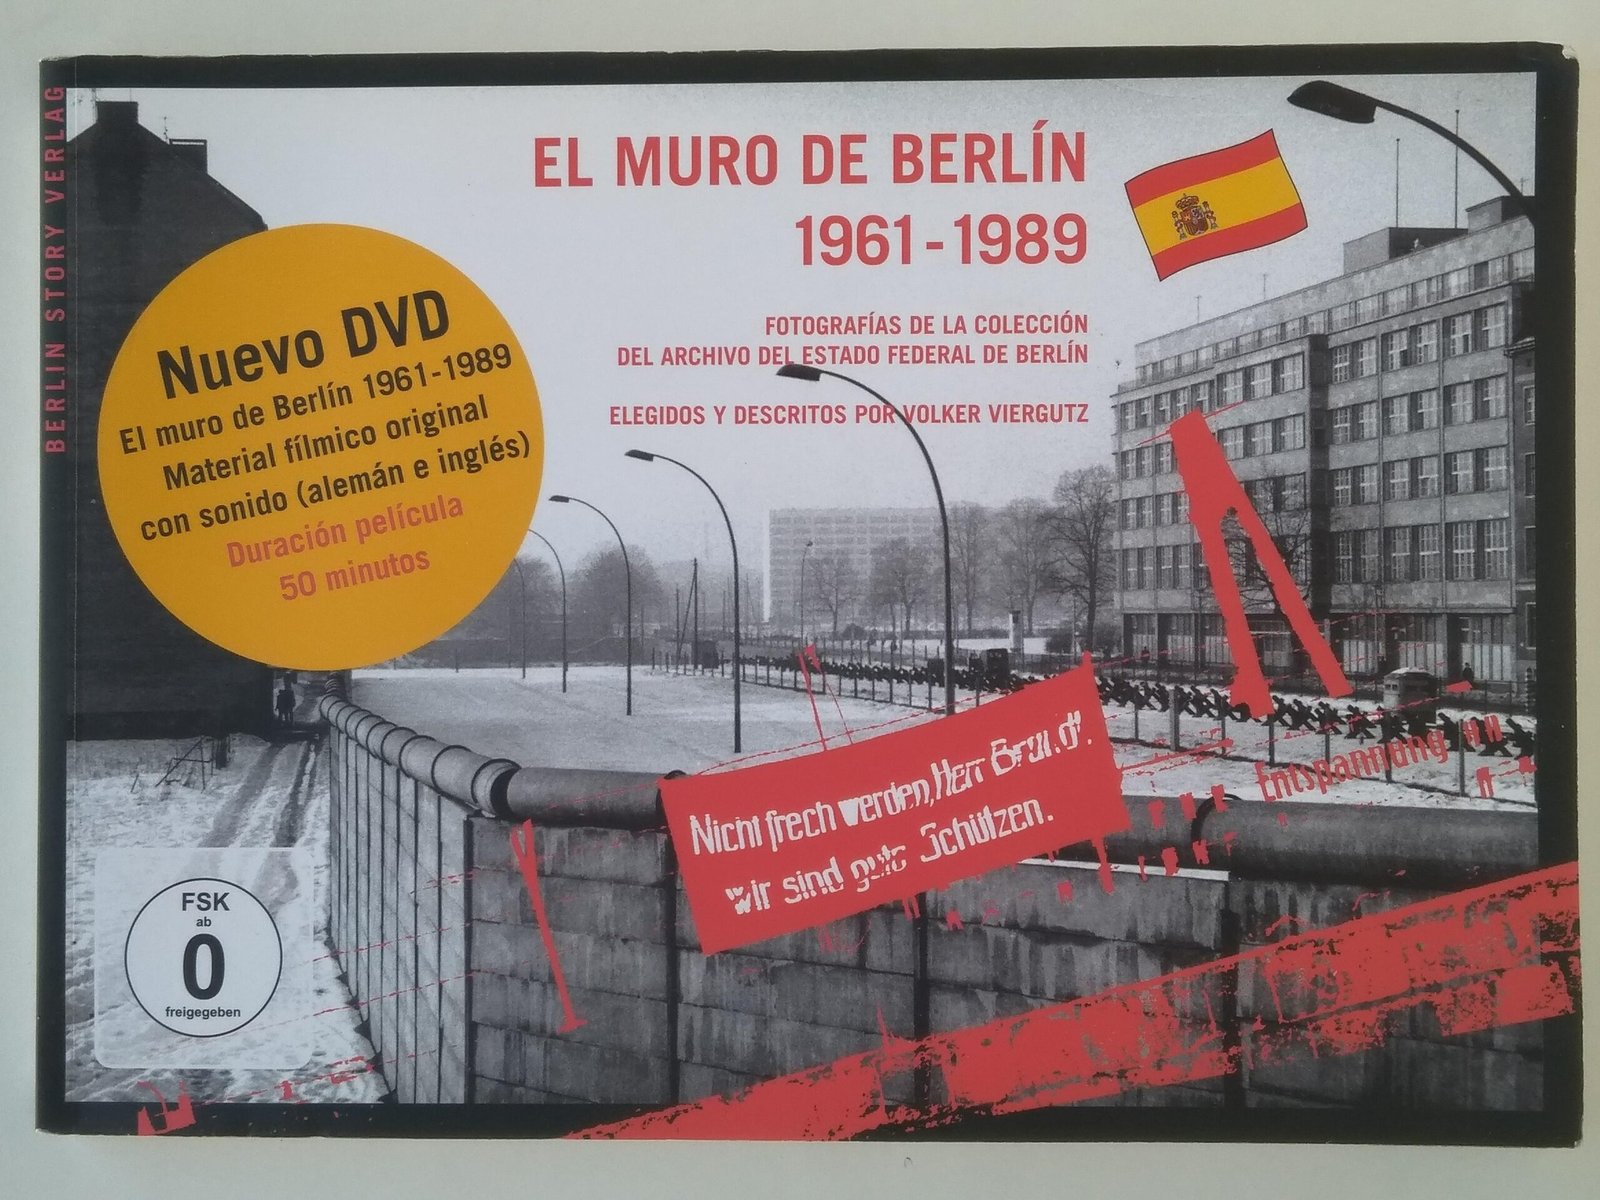 BERLIN STORY VERLAG
EL MURO DE BERLÍN
1961-1989
FOTOGRAFÍAS DE LA COLECCIÓN
DEL ARCHIVO DEL ESTADO FEDERAL DE BERLÍN
ELEGIDOS Y DESCRITOS POR VOLKER VIERGUTZ
Nuevo DVD
El muro de Berlín 1961-1989
Material fílmico original
con sonido (alemán e inglés)
Duración película
50 minutos
Nicht frech werden, Herr Brandt.
wir sind gute Schützen.
Entspannung
FSK
ab
0
freigegeben